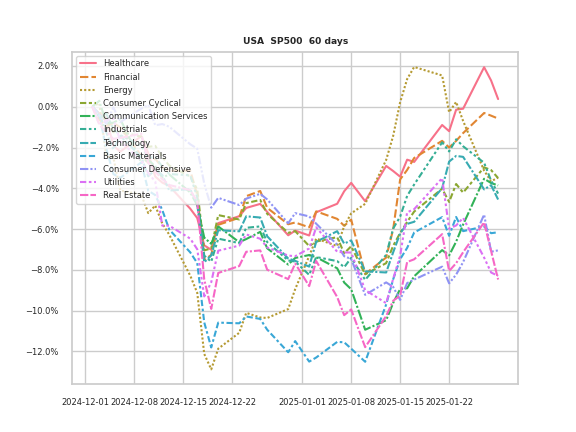 USA  SP500  60 days
2.0%
0.0%
−2.0%
−4.0%
−6.0%
−8.0%
−10.0%
−12.0%
Healthcare
Financial
Energy
Consumer Cyclical
Communication Services
Industrials
Technology
Basic Materials
Consumer Defensive
Utilities
Real Estate
2024-12-01 2024-12-08 2024-12-15 2024-12-22 2025-01-01 2025-01-08 2025-01-15 2025-01-22